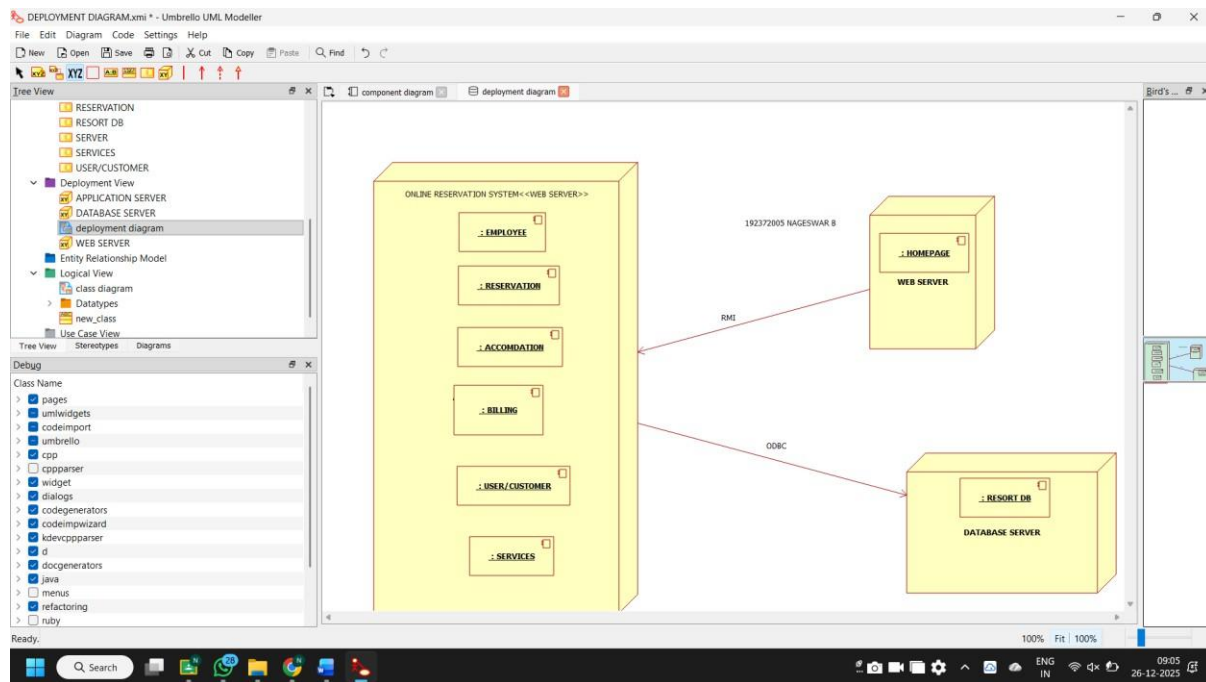 DEPLOYMENT DIAGRAM.xmi * - Umbrello UML Modeller
File Edit Diagram Code Settings Help
New Open Save Cut Copy Paste Find
XYZ A:B
Tree View
component diagram deployment diagram
Bird's ...
RESERVATION
RESORT DB
SERVER
SERVICES
USER/CUSTOMER
Deployment View
APPLICATION SERVER
DATABASE SERVER
deployment diagram
WEB SERVER
Entity Relationship Model
Logical View
class diagram
Datatypes
new_class
Use Case View
Tree View Stereotypes Diagrams
Debug
Class Name
pages
umlwidgets
codeimport
umbrello
cpp
cppparser
widget
dialogs
codegenerators
codeimpwizard
kdevcppparser
d
docgenerators
java
menus
refactoring
ruby
ONLINE RESERVATION SYSTEM<<WEB SERVER>>
: EMPLOYEE
: RESERVATION
: ACCOMDATION
: BILLING
: USER/CUSTOMER
: SERVICES
192372005 NAGESWAR B
: HOMEPAGE
WEB SERVER
RMI
ODBC
: RESORT DB
DATABASE SERVER
Ready.
100% Fit 100%
Search
28
ENG
IN
09:05
26-12-2025